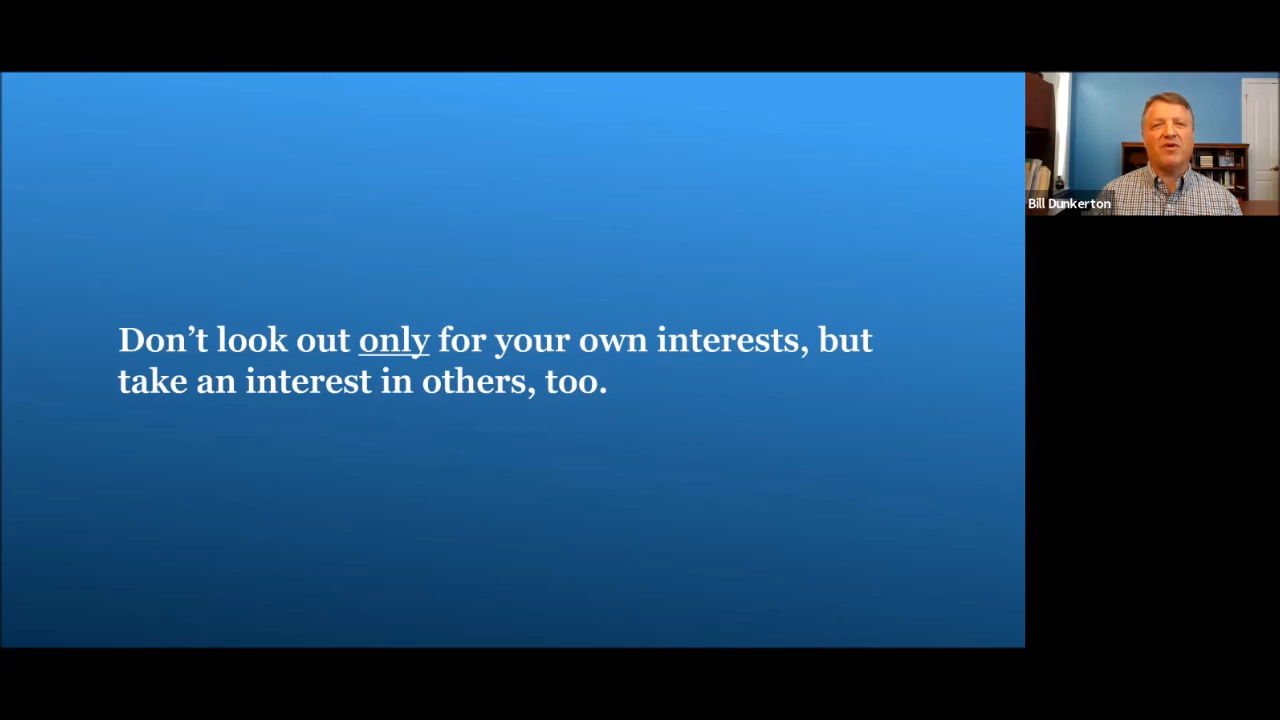 Don’t look out only for your own interests, but
take an interest in others, too.
Bill Dunkerton